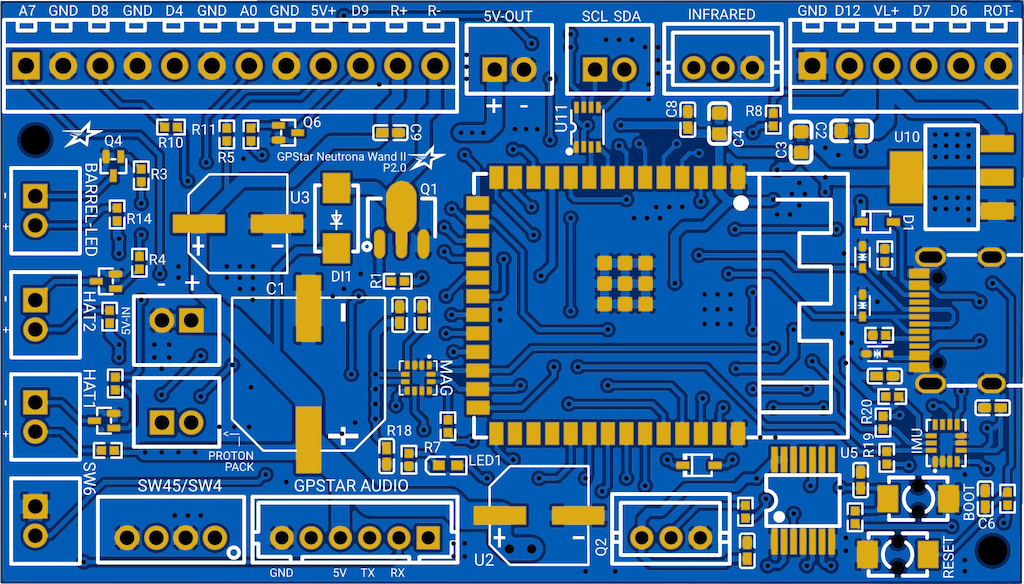 A7 GND D8 GND D4 GND A0 GND 5V+ D9 R+ R-
5V-OUT
SCL SDA
INFRARED
GND D12 VL+ D7 D6 ROT-
+ -
U11
C8
C4
R8
C3
C2
U10
Q4
R10
R11
R5
Q6
C9
GPStar Neutrona Wand II
P2.0
BARREL-LED
- +
R3
R14
R4
U3
+ -
DI1
Q1
R1
D1
HAT2
- +
5V-IN
- +
C1
- +
MAG
HAT1
- +
<--
PROTON
PACK
R18
R7
LED1
R20
R19
IMU
U5
SW6
SW45/SW4
GPSTAR AUDIO
GND 5V TX RX
U2
+ -
Q2
BOOT
C6
RESET